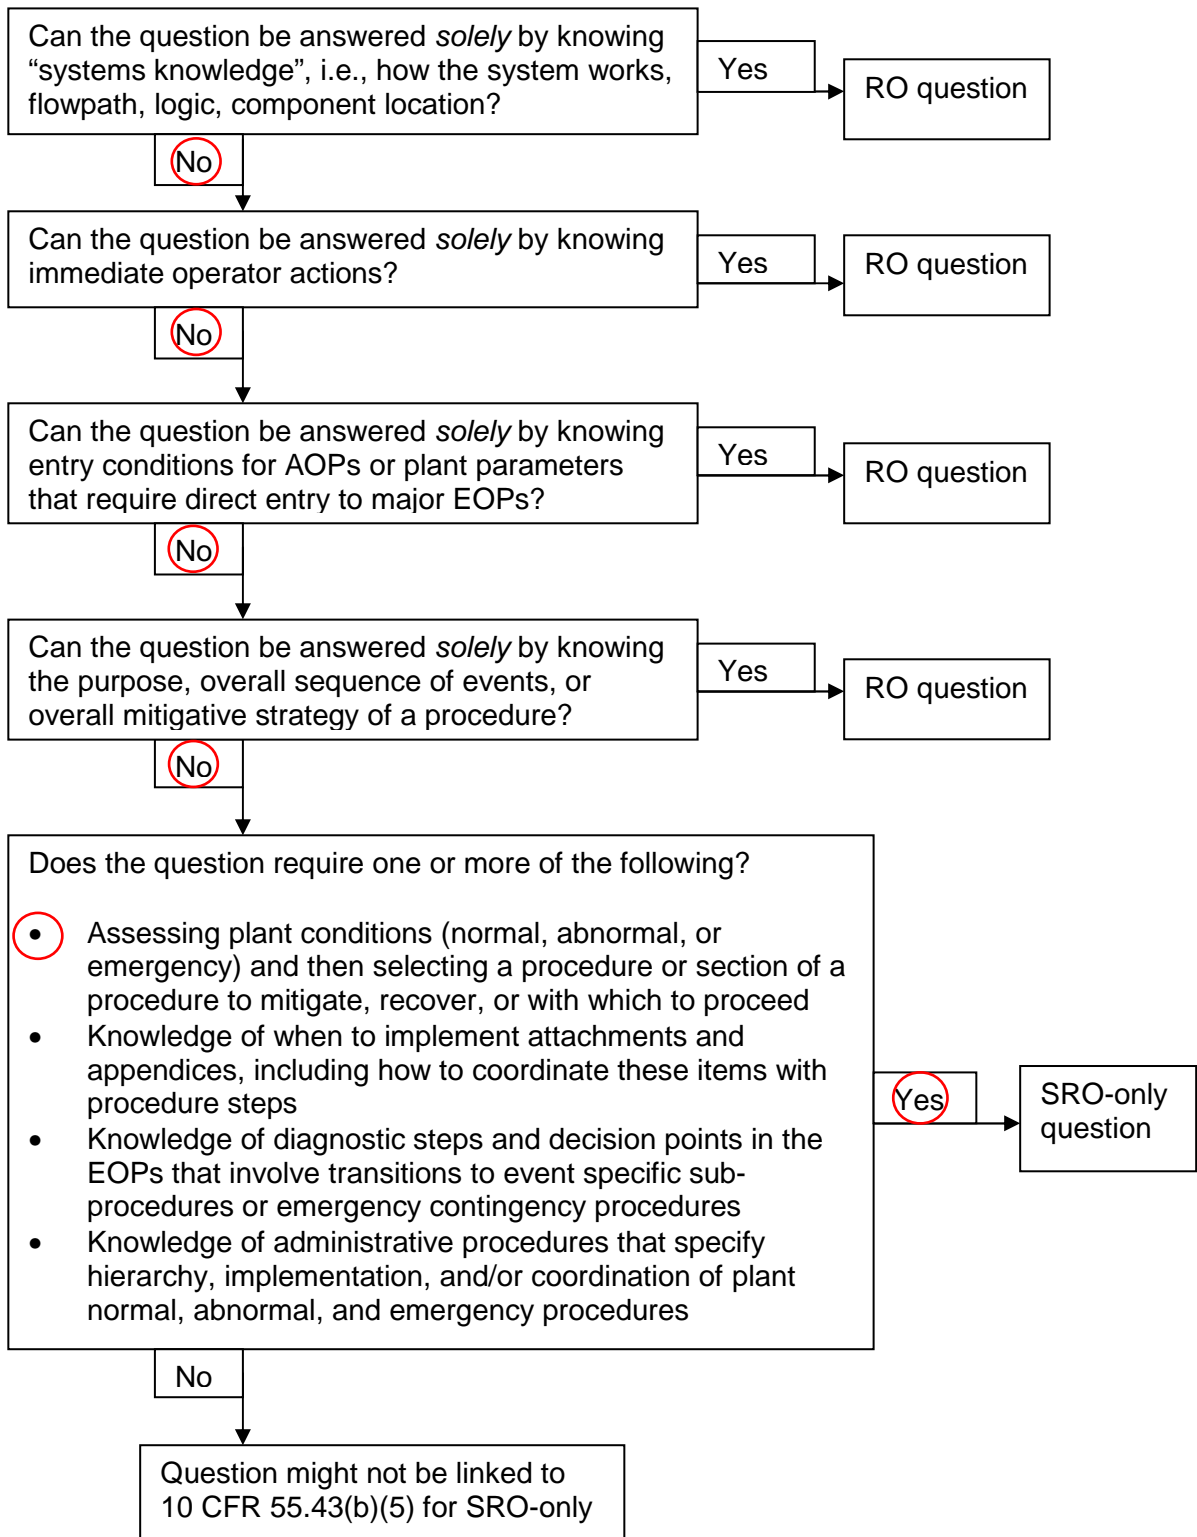 Can the question be answered solely by knowing
“systems knowledge”, i.e., how the system works,
flowpath, logic, component location?
Yes
RO question
No
Can the question be answered solely by knowing
immediate operator actions?
Yes
RO question
No
Can the question be answered solely by knowing
entry conditions for AOPs or plant parameters
that require direct entry to major EOPs?
Yes
RO question
No
Can the question be answered solely by knowing
the purpose, overall sequence of events, or
overall mitigative strategy of a procedure?
Yes
RO question
No
Does the question require one or more of the following?
• Assessing plant conditions (normal, abnormal, or
emergency) and then selecting a procedure or section of a
procedure to mitigate, recover, or with which to proceed
• Knowledge of when to implement attachments and
appendices, including how to coordinate these items with
procedure steps
• Knowledge of diagnostic steps and decision points in the
EOPs that involve transitions to event specific sub-
procedures or emergency contingency procedures
• Knowledge of administrative procedures that specify
hierarchy, implementation, and/or coordination of plant
normal, abnormal, and emergency procedures
Yes
SRO-only
question
No
Question might not be linked to
10 CFR 55.43(b)(5) for SRO-only